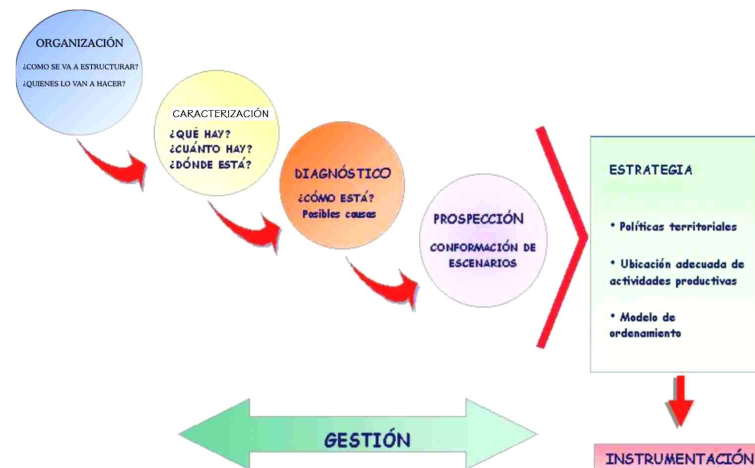 ORGANIZACIÓN
¿COMO SE VA A ESTRUCTURAR?
¿QUIENES LO VAN A HACER?
CARACTERIZACIÓN
¿QUÉ HAY?
¿CUÁNTO HAY?
¿DÓNDE ESTÁ?
DIAGNÓSTICO
¿CÓMO ESTÁ?
Posibles causas
PROSPECCIÓN
CONFORMACIÓN DE
ESCENARIOS
ESTRATEGIA
* Políticas territoriales
* Ubicación adecuada de
actividades productivas
* Modelo de
ordenamiento
GESTIÓN
INSTRUMENTACIÓN